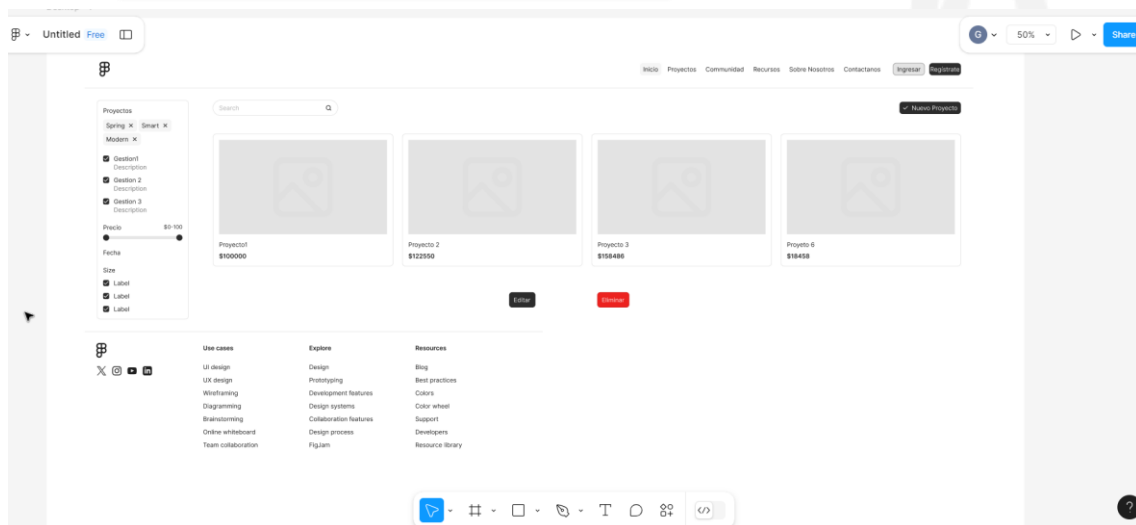 Untitled Free
G
50%
Share
Inicio Proyectos Communidad Recursos Sobre Nosotros Contactanos Ingresar Registrate
Proyectos
Spring X Smart X
Modern X
Gestion1
Description
Gestion 2
Description
Gestion 3
Description
Precio $0-100
Fecha
Size
Label
Label
Label
Search
Nuevo Proyecto
Proyecto1
$100000
Proyecto 2
$122550
Proyecto 3
$158486
Proyeto 6
$18458
Editar
Eliminar
Use cases
UI design
UX design
Wireframing
Diagramming
Brainstorming
Online whiteboard
Team collaboration
Explore
Design
Prototyping
Development features
Design systems
Collaboration features
Design process
FigJam
Resources
Blog
Best practices
Colors
Color wheel
Support
Developers
Resource library